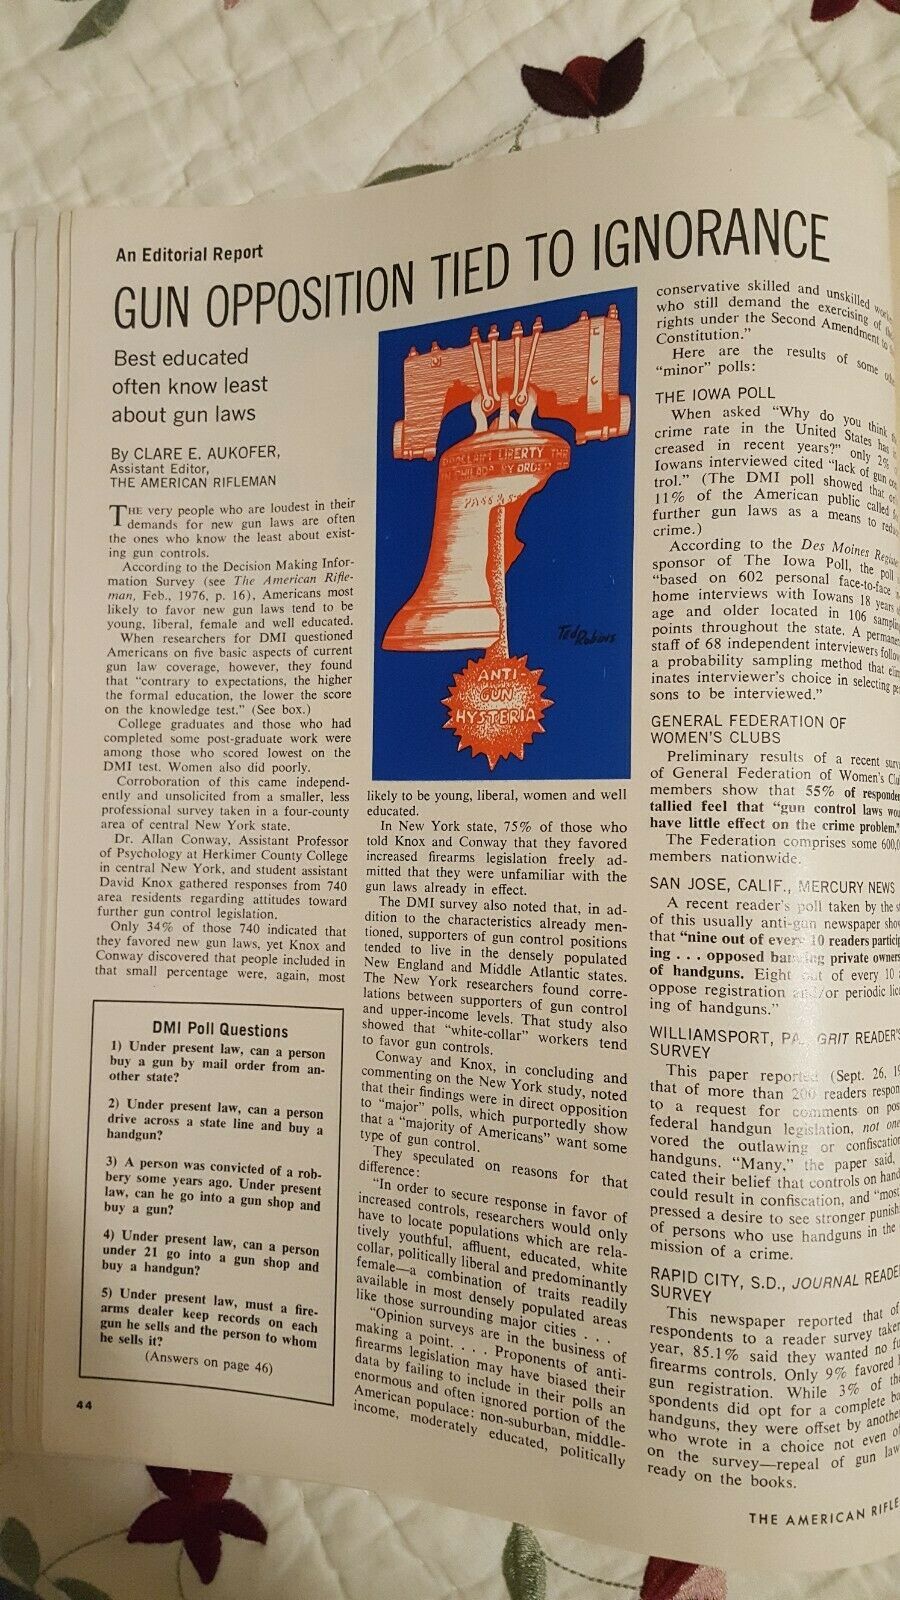 An Editorial Report
GUN OPPOSITION TIED TO IGNORANCE
Best educated
often know least
about gun laws
By CLARE E. AUKOFER,
Assistant Editor,
THE AMERICAN RIFLEMAN
THE very people who are loudest in their
demands for new gun laws are often
the ones who know the least about exist-
ing gun controls.
According to the Decision Making Infor-
mation Survey (see The American Rifle-
man, Feb., 1976, p. 16), Americans most
likely to favor new gun laws tend to be
young, liberal, female and well educated.
When researchers for DMI questioned
Americans on five basic aspects of current
gun law coverage, however, they found
that “contrary to expectations, the higher
the formal education, the lower the score
on the knowledge test.” (See box.)
College graduates and those who had
completed some post-graduate work were
among those who scored lowest on the
DMI test. Women also did poorly.
Corroboration of this came independ-
ently and unsolicited from a smaller, less
professional survey taken in a four-county
area of central New York state.
Dr. Allan Conway, Assistant Professor
of Psychology at Herkimer County College
in central New York, and student assistant
David Knox gathered responses from 740
area residents regarding attitudes toward
further gun control legislation.
Only 34% of those 740 indicated that
they favored new gun laws, yet Knox and
Conway discovered that people included in
that small percentage were, again, most
DMI Poll Questions
1) Under present law, can a person
buy a gun by mail order from an-
other state?
2) Under present law, can a person
drive across a state line and buy a
handgun?
3) A person was convicted of a rob-
bery some years ago. Under present
law, can he go into a gun shop and
buy a gun?
4) Under present law, can a person
under 21 go into a gun shop and
buy a handgun?
5) Under present law, must a fire-
arms dealer keep records on each
gun he sells and the person to whom
he sells it?
(Answers on page 46)
44
PROCLAIM LIBERTY THR
IN PHILADA BY ORDER
PASS
Ted Robins
ANTI-
GUN
HYSTERIA
likely to be young, liberal, women and well
educated.
In New York state, 75% of those who
told Knox and Conway that they favored
increased firearms legislation freely ad-
mitted that they were unfamiliar with the
gun laws already in effect.
The DMI survey also noted that, in ad-
dition to the characteristics already men-
tioned, supporters of gun control positions
tended to live in the densely populated
New England and Middle Atlantic states.
The New York researchers found corre-
lations between supporters of gun control
and upper-income levels. That study also
showed that “white-collar” workers tend
to favor gun controls.
Conway and Knox, in concluding and
commenting on the New York study, noted
that their findings were in direct opposition
to “major” polls, which purportedly show
that a “majority of Americans” want some
type of gun control.
They speculated on reasons for that
difference:
“In order to secure response in favor of
increased controls, researchers would only
have to locate populations which are rela-
tively youthful, affluent, educated, white
collar, politically liberal and predominantly
female—a combination of traits readily
available in most densely populated areas
like those surrounding major cities . . .
“Opinion surveys are in the business of
making a point. . . . Proponents of anti-
firearms legislation may have biased their
data by failing to include in their polls an
enormous and often ignored portion of the
American populace: non-suburban, middle-
income, moderately educated, politically
conservative skilled and unskilled
who still demand the exercising of
rights under the Second Amendment to
Constitution.”
Here are the results of some
“minor” polls:
THE IOWA POLL
When asked “Why do you think
crime rate in the United States has
creased in recent years?” only 2%
Iowans interviewed cited “lack of gun
trol.” (The DMI poll showed that
11% of the American public called
further gun laws as a means to
crime.)
According to the Des Moines
sponsor of The Iowa Poll, the poll
“based on 602 personal face-to-face
home interviews with Iowans 18 years
age and older located in 106
points throughout the state. A
staff of 68 independent interviewers
a probability sampling method that
inates interviewer's choice in selecting
sons to be interviewed.”
GENERAL FEDERATION OF
WOMEN'S CLUBS
Preliminary results of a recent
of General Federation of Women's
members show that 55% of
tallied feel that “gun control laws
have little effect on the crime problem.”
The Federation comprises some
members nationwide.
SAN JOSE, CALIF., MERCURY NEWS
A recent reader's poll taken by the
of this usually anti-gun newspaper
that “nine out of every 10 readers
ing . . . opposed banning private
of handguns. Eight out of every 10
oppose registration and/or periodic
ing of handguns.”
WILLIAMSPORT, PA., GRIT READER'S
SURVEY
This paper reported (Sept. 26,
that of more than 200 readers
to a request for comments on
federal handgun legislation, not one
vored the outlawing or
handguns. “Many,” the paper said,
cated their belief that controls on
could result in confiscation, and “most
pressed a desire to see stronger
of persons who use handguns in the
mission of a crime.
RAPID CITY, S.D., JOURNAL
SURVEY
This newspaper reported that of
respondents to a reader survey
year, 85.1% said they wanted no
firearms controls. Only 9% favored
gun registration. While 3% of
spondents did opt for a complete
handguns, they were offset by
who wrote in a choice not even
on the survey—repeal of gun
ready on the books.
THE AMERICAN